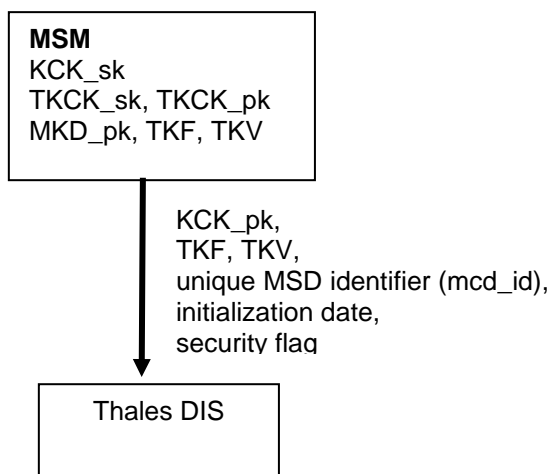 MSM
KCK_sk
TKCK_sk, TKCK_pk
MKD_pk, TKF, TKV
KCK_pk,
TKF, TKV,
unique MSD identifier (mcd_id),
initialization date,
security flag
Thales DIS